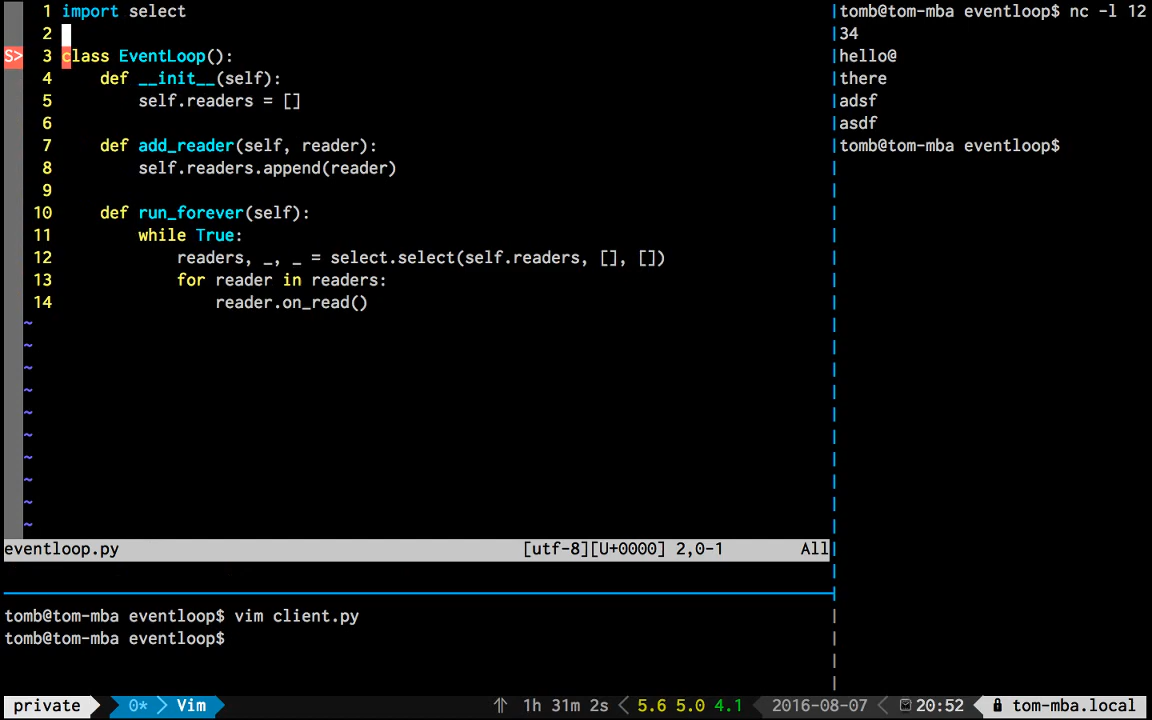 1 import select
2
S> 3 class EventLoop():
4     def __init__(self):
5         self.readers = []
6
7     def add_reader(self, reader):
8         self.readers.append(reader)
9
10     def run_forever(self):
11         while True:
12             readers, _, _ = select.select(self.readers, [], [])
13             for reader in readers:
14                 reader.on_read()
~
~
~
~
~
~
~
~
~
~
eventloop.py [utf-8][U+0000] 2,0-1 All
tomb@tom-mba eventloop$ vim client.py
tomb@tom-mba eventloop$
tomb@tom-mba eventloop$ nc -l 12
34
hello@
there
adsf
asdf
tomb@tom-mba eventloop$
private 0* Vim 1h 31m 2s 5.6 5.0 4.1 2016-08-07 20:52 tom-mba.local